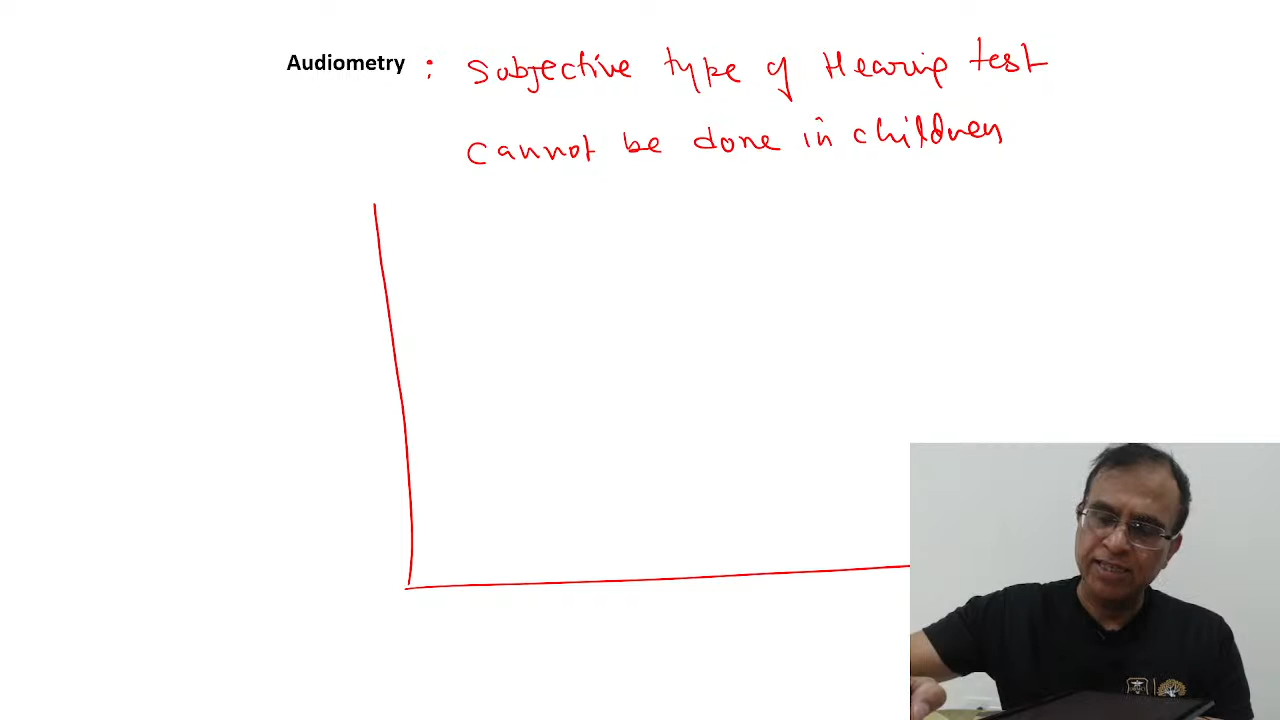 Audiometry : Subjective type of Hearing test
cannot be done in children